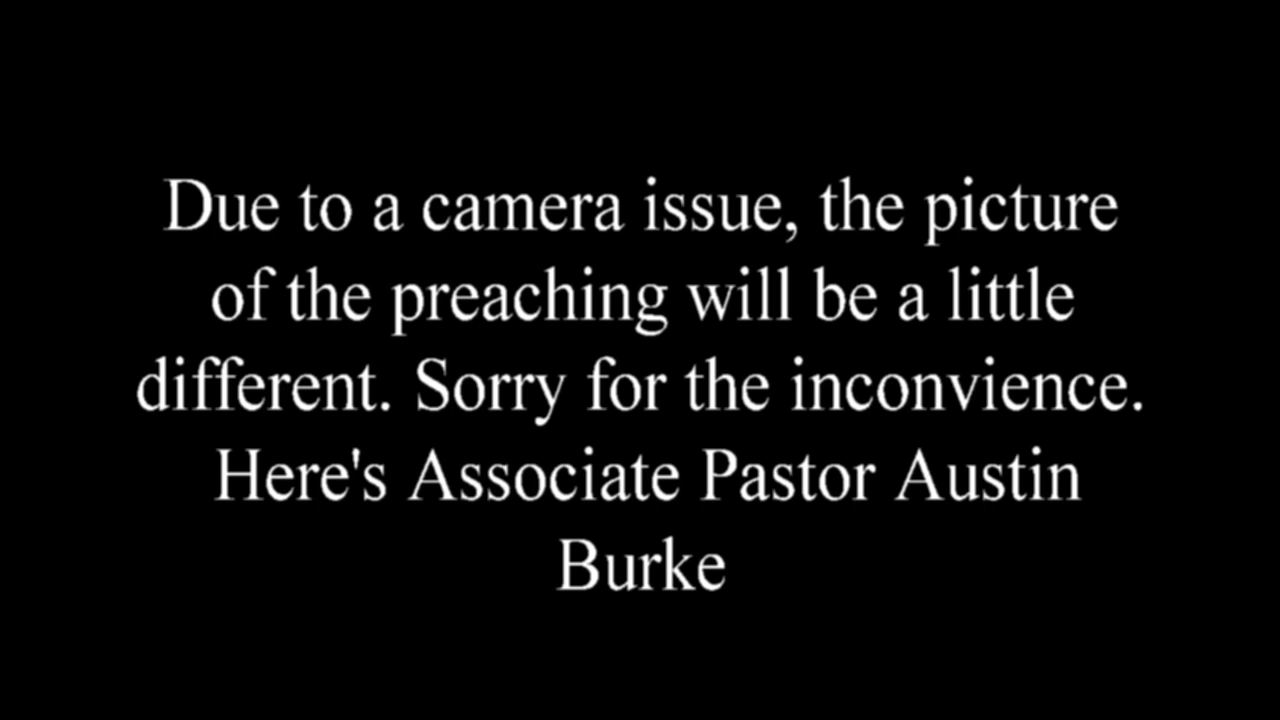 Due to a camera issue, the picture
of the preaching will be a little
different. Sorry for the inconvience.
Here's Associate Pastor Austin
Burke